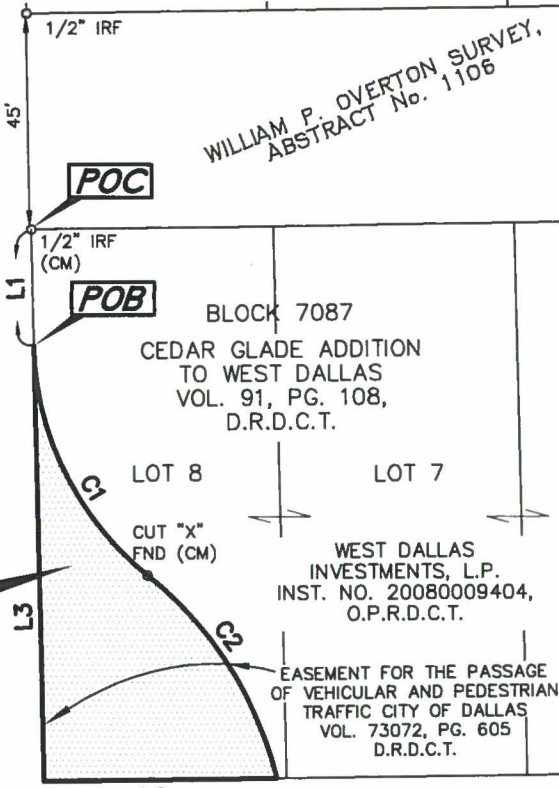 1/2" IRF
45'
WILLIAM P. OVERTON SURVEY,
ABSTRACT No. 1106
POC
1/2" IRF
(CM)
L1
POB
BLOCK 7087
CEDAR GLADE ADDITION
TO WEST DALLAS
VOL. 91, PG. 108,
D.R.D.C.T.
LOT 8
LOT 7
C1
CUT "X"
FND (CM)
WEST DALLAS
INVESTMENTS, L.P.
INST. NO. 20080009404,
O.P.R.D.C.T.
L3
C2
EASEMENT FOR THE PASSAGE
OF VEHICULAR AND PEDESTRIAN
TRAFFIC CITY OF DALLAS
VOL. 73072, PG. 605
D.R.D.C.T.